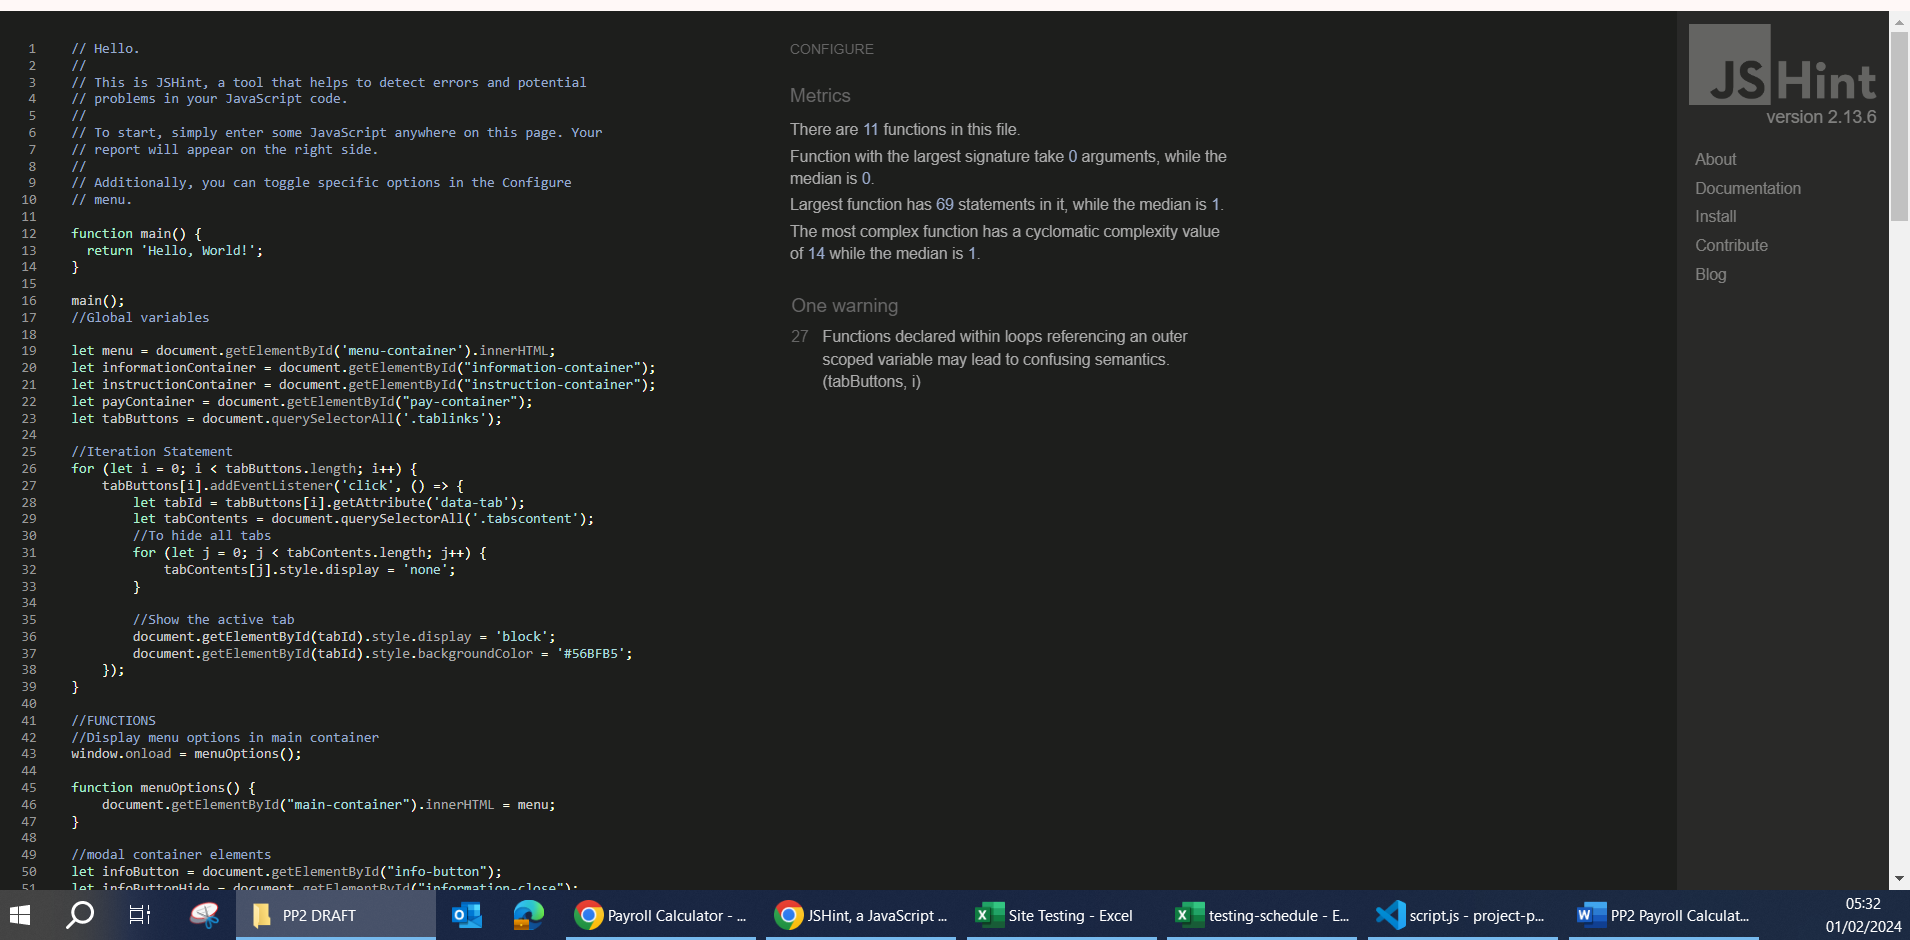 1 // Hello.
2 //
3 // This is JSHint, a tool that helps to detect errors and potential
4 // problems in your JavaScript code.
5 //
6 // To start, simply enter some JavaScript anywhere on this page. Your
7 // report will appear on the right side.
8 //
9 // Additionally, you can toggle specific options in the Configure
10 // menu.
11
12 function main() {
13   return 'Hello, World!';
14 }
15
16 main();
17 //Global variables
18
19 let menu = document.getElementById('menu-container').innerHTML;
20 let informationContainer = document.getElementById("information-container");
21 let instructionContainer = document.getElementById("instruction-container");
22 let payContainer = document.getElementById("pay-container");
23 let tabButtons = document.querySelectorAll('.tablinks');
24
25 //Iteration Statement
26 for (let i = 0; i < tabButtons.length; i++) {
27     tabButtons[i].addEventListener('click', () => {
28         let tabId = tabButtons[i].getAttribute('data-tab');
29         let tabContents = document.querySelectorAll('.tabscontent');
30         //To hide all tabs
31         for (let j = 0; j < tabContents.length; j++) {
32             tabContents[j].style.display = 'none';
33         }
34
35         //Show the active tab
36         document.getElementById(tabId).style.display = 'block';
37         document.getElementById(tabId).style.backgroundColor = '#56BFB5';
38     });
39 }
40
41 //FUNCTIONS
42 //Display menu options in main container
43 window.onload = menuOptions();
44
45 function menuOptions() {
46     document.getElementById("main-container").innerHTML = menu;
47 }
48
49 //modal container elements
50 let infoButton = document.getElementById("info-button");
51 let infoButtonHide = document.getElementById("information-close");
CONFIGURE
Metrics
There are 11 functions in this file.
Function with the largest signature take 0 arguments, while the
median is 0.
Largest function has 69 statements in it, while the median is 1.
The most complex function has a cyclomatic complexity value
of 14 while the median is 1.
One warning
27 Functions declared within loops referencing an outer
scoped variable may lead to confusing semantics.
(tabButtons, i)
JSHint
version 2.13.6
About
Documentation
Install
Contribute
Blog
PP2 DRAFT
Payroll Calculator - ...
JSHint, a JavaScript ...
Site Testing - Excel
testing-schedule - E...
script.js - project-p...
PP2 Payroll Calculat...
05:32
01/02/2024